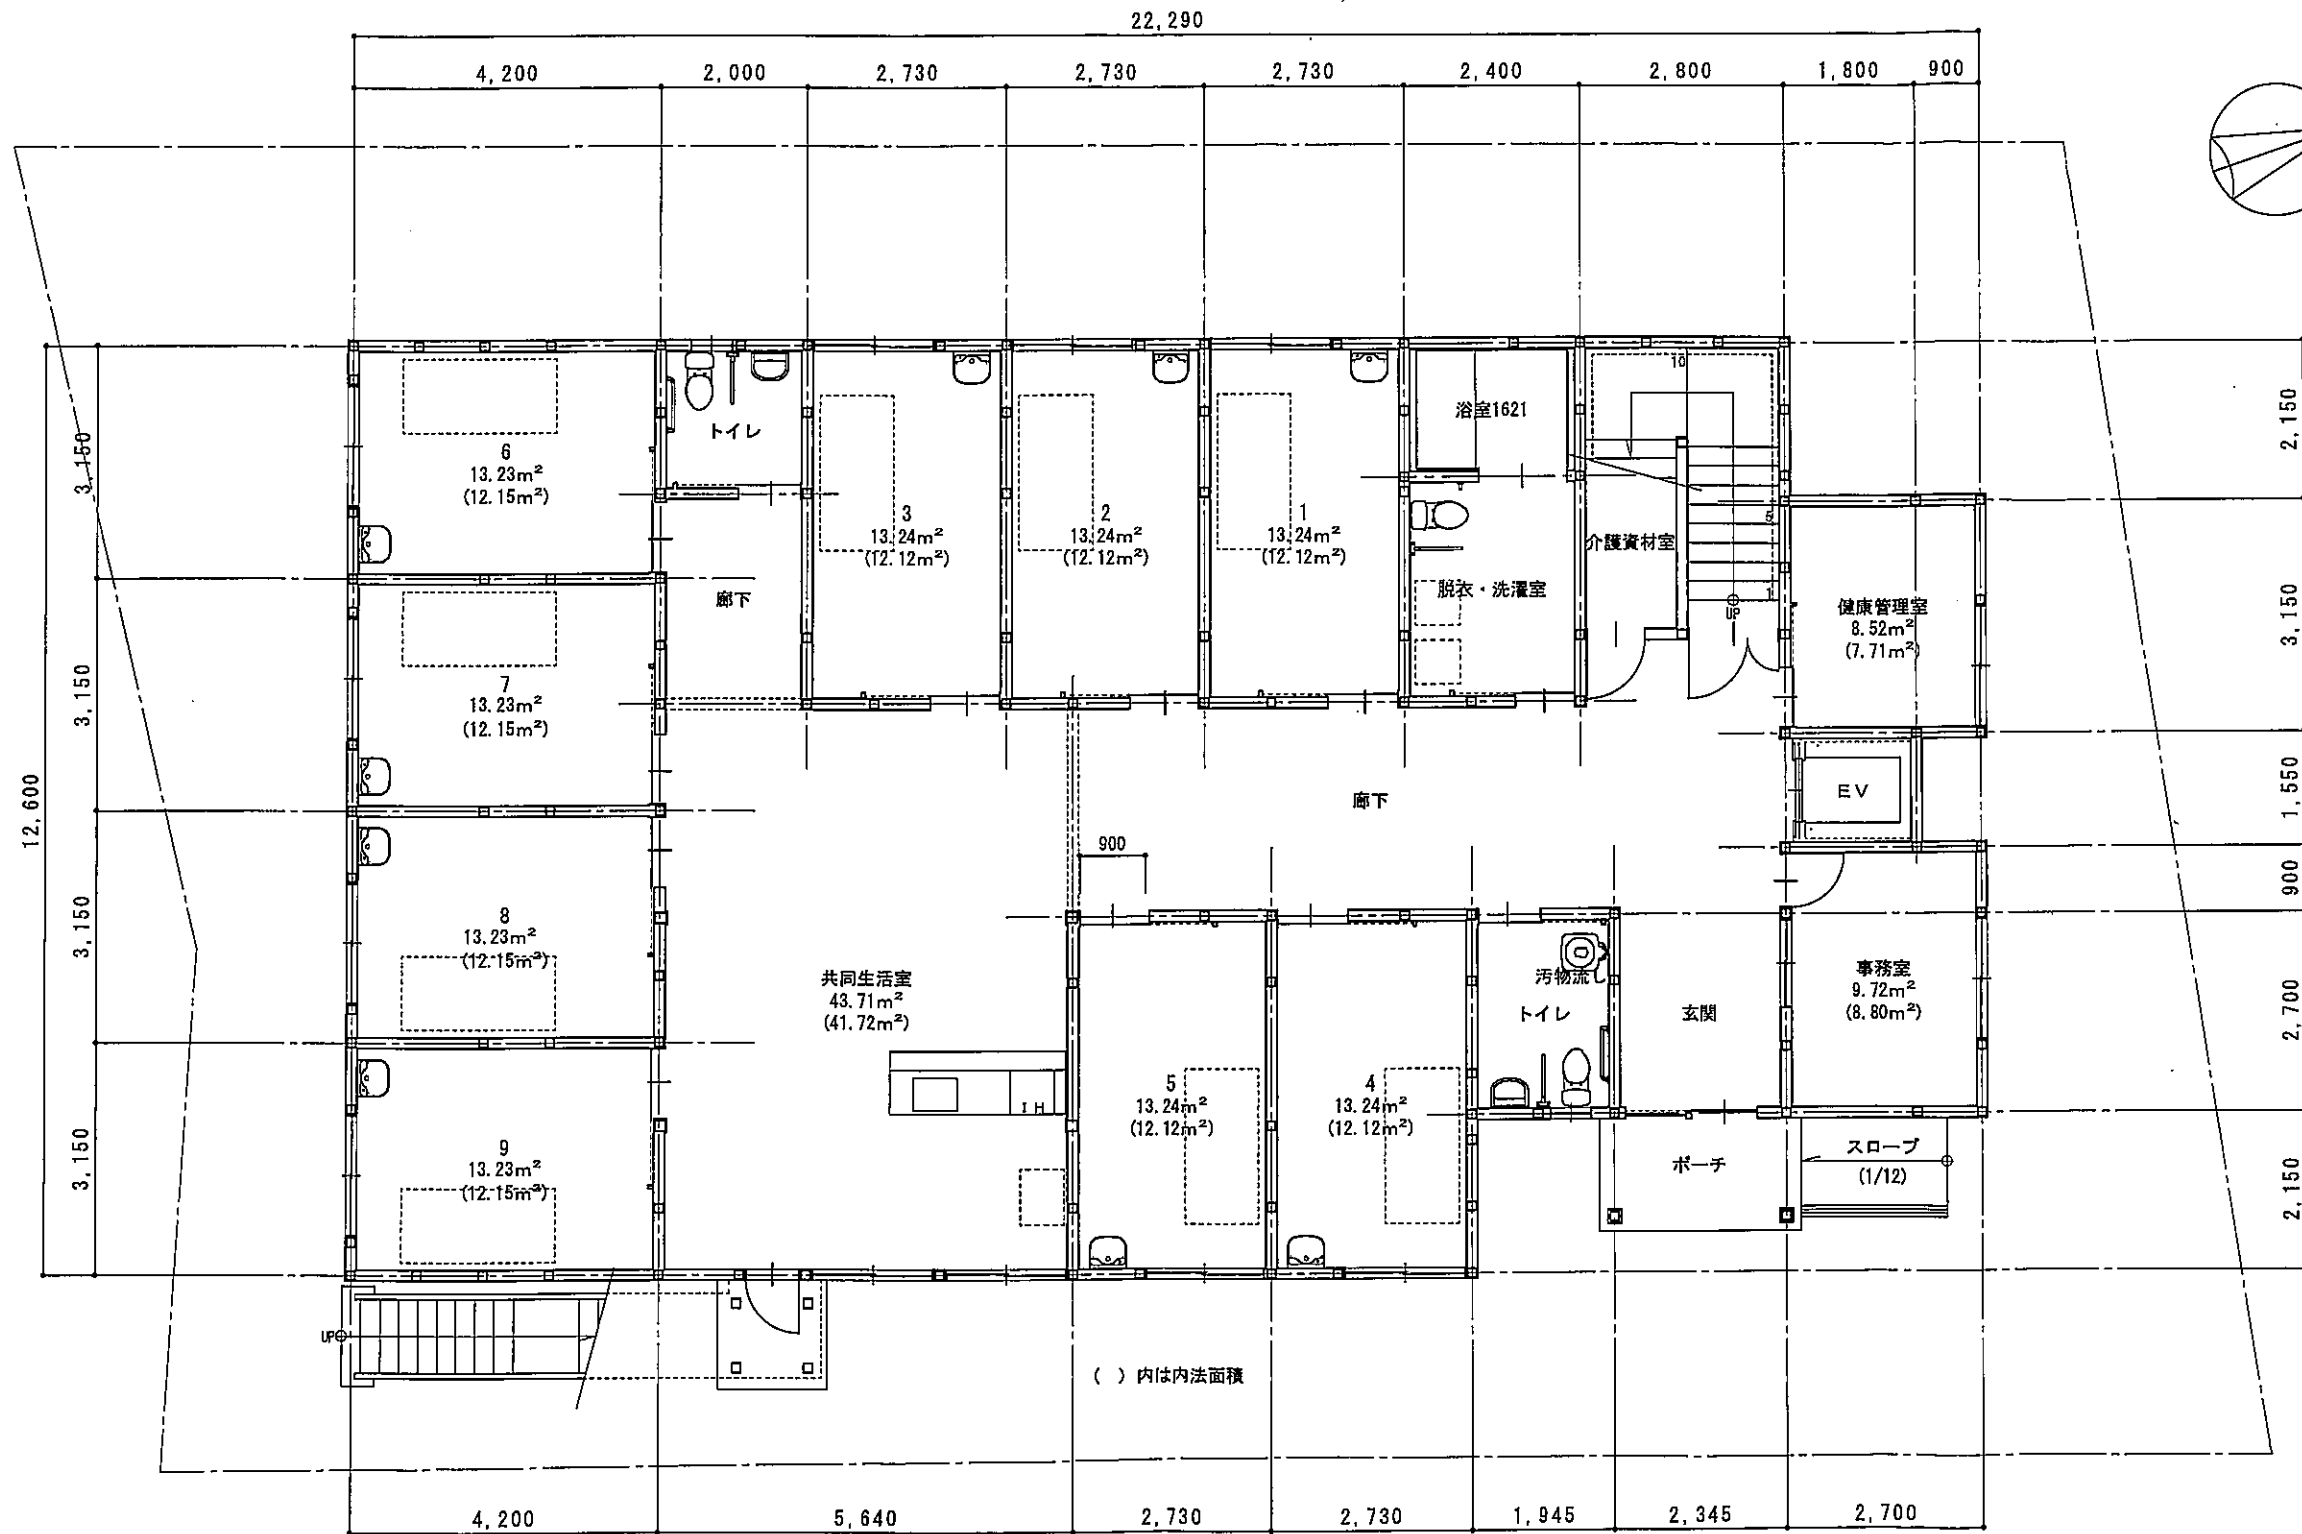 22,290
4,200
2,000
2,730
2,730
2,730
2,400
2,800
1,800
900
12,600
3,150
3,150
3,150
3,150
2,150
3,150
1,550
900
2,700
2,150
6
13.23m²
(12.15m²)
トイレ
3
13.24m²
(12.12m²)
2
13.24m²
(12.12m²)
1
13.24m²
(12.12m²)
浴室1621
10
5
1
UP
介護資材室
脱衣・洗濯室
健康管理室
8.52m²
(7.71m²)
廊下
7
13.23m²
(12.15m²)
EV
廊下
900
8
13.23m²
(12.15m²)
共同生活室
43.71m²
(41.72m²)
汚物流し
トイレ
玄関
事務室
9.72m²
(8.80m²)
IH
5
13.24m²
(12.12m²)
4
13.24m²
(12.12m²)
9
13.23m²
(12.15m²)
ポーチ
スロープ
(1/12)
UP
( )内は内法面積
4,200
5,640
2,730
2,730
1,945
2,345
2,700